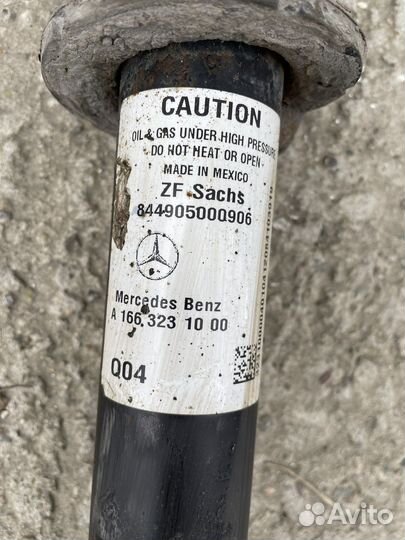 CAUTION
OIL & GAS UNDER HIGH PRESSURE
DO NOT HEAT OR OPEN
MADE IN MEXICO
ZF Sachs
844905000906
Mercedes Benz
A 166 323 10 00
Q04
Avito